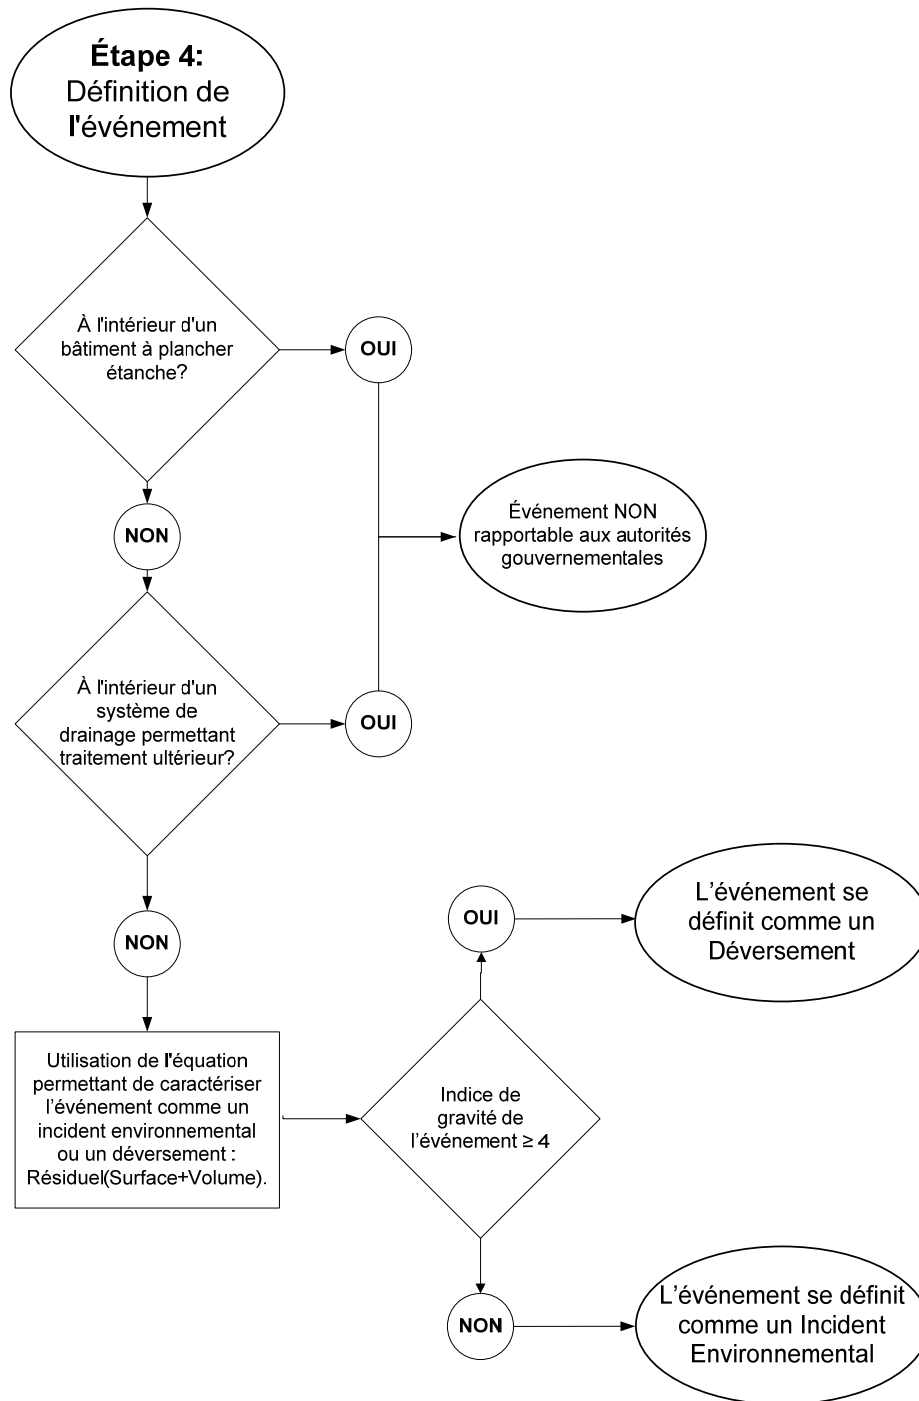 Étape 4:
Définition de
l'événement
À l'intérieur d'un
bâtiment à plancher
étanche?
OUI
NON
Événement NON
rapportable aux autorités
gouvernementales
À l'intérieur d'un
système de
drainage permettant
traitement ultérieur?
OUI
NON
OUI
L'événement se
définit comme un
Déversement
Utilisation de l'équation
permettant de caractériser
l'événement comme un
incident environnemental
ou un déversement :
Résiduel(Surface+Volume).
Indice de
gravité de
l'événement ≥ 4
NON
L'événement se définit
comme un Incident
Environnemental